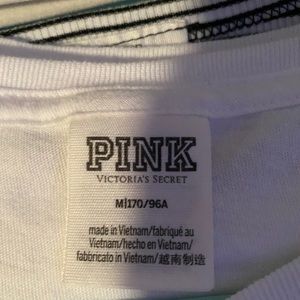 PINK
VICTORIA'S SECRET
M|170/96A
made in Vietnam/fabriqué au
Vietnam/hecho en Vietnam/
fabbricato in Vietnam/越南制造